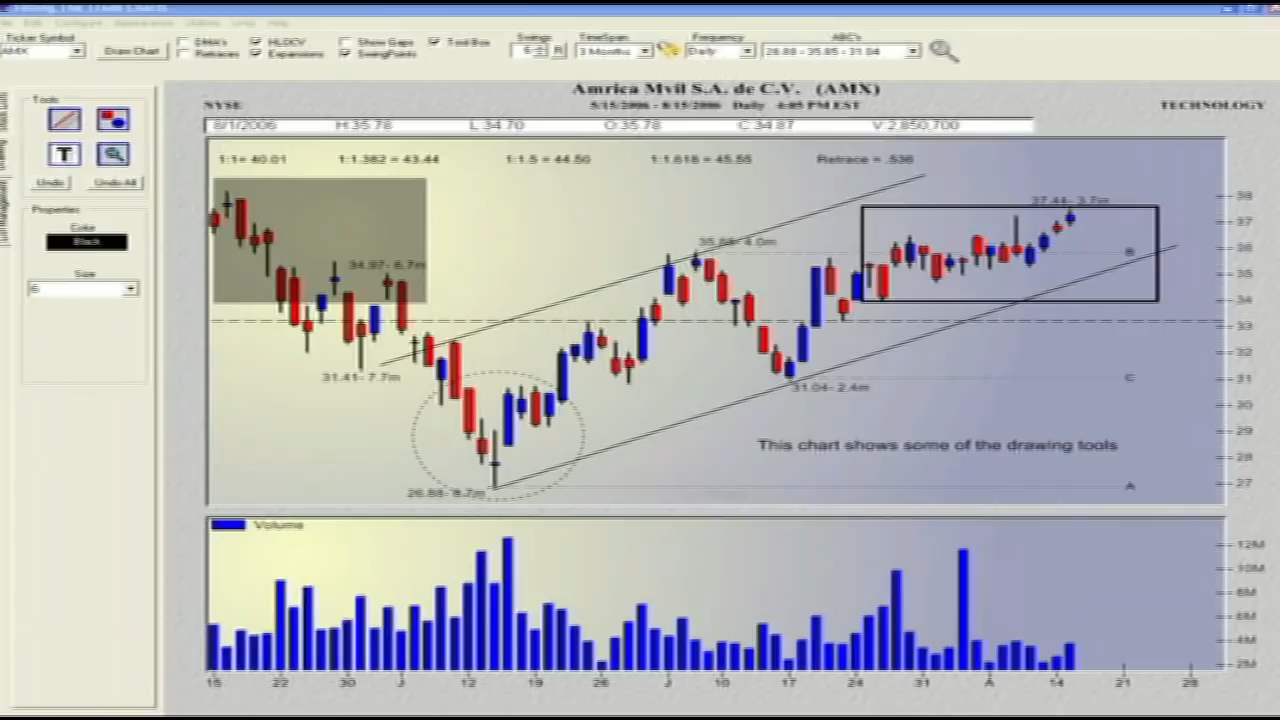 Ticker Symbol
AMX
Draw Chart
DMA's
HLOCV
Show Gaps
Tool Box
Retraces
Expansions
SwingPoints
Swings
TimeSpan
3 Months
Frequency
Daily
ABC's
26.88 - 35.85 - 31.04
Tools
T
Undo
Undo All
Properties
Color
Black
Size
6
Amrica Mvil S.A. de C.V. (AMX)
NYSE
5/15/2006 - 8/15/2006 Daily 4:05 PM EST
TECHNOLOGY
8/1/2006 H:35.78 L:34.70 O:35.78 C:34.87 V:2,850,700
1:1= 40.01 1:1.382 = 43.44 1:1.5 = 44.50 1:1.618 = 45.55 Retrace = .536
37.44- 3.7m
34.97- 6.7m
31.41- 7.7m
26.88- 8.7m
31.04- 2.4m
B
C
A
This chart shows some of the drawing tools
38
37
36
35
34
33
32
31
30
29
28
27
Volume
12M
10M
8M
6M
4M
2M
15 22 30 J 12 19 26 J 10 17 24 31 A 14 21 28